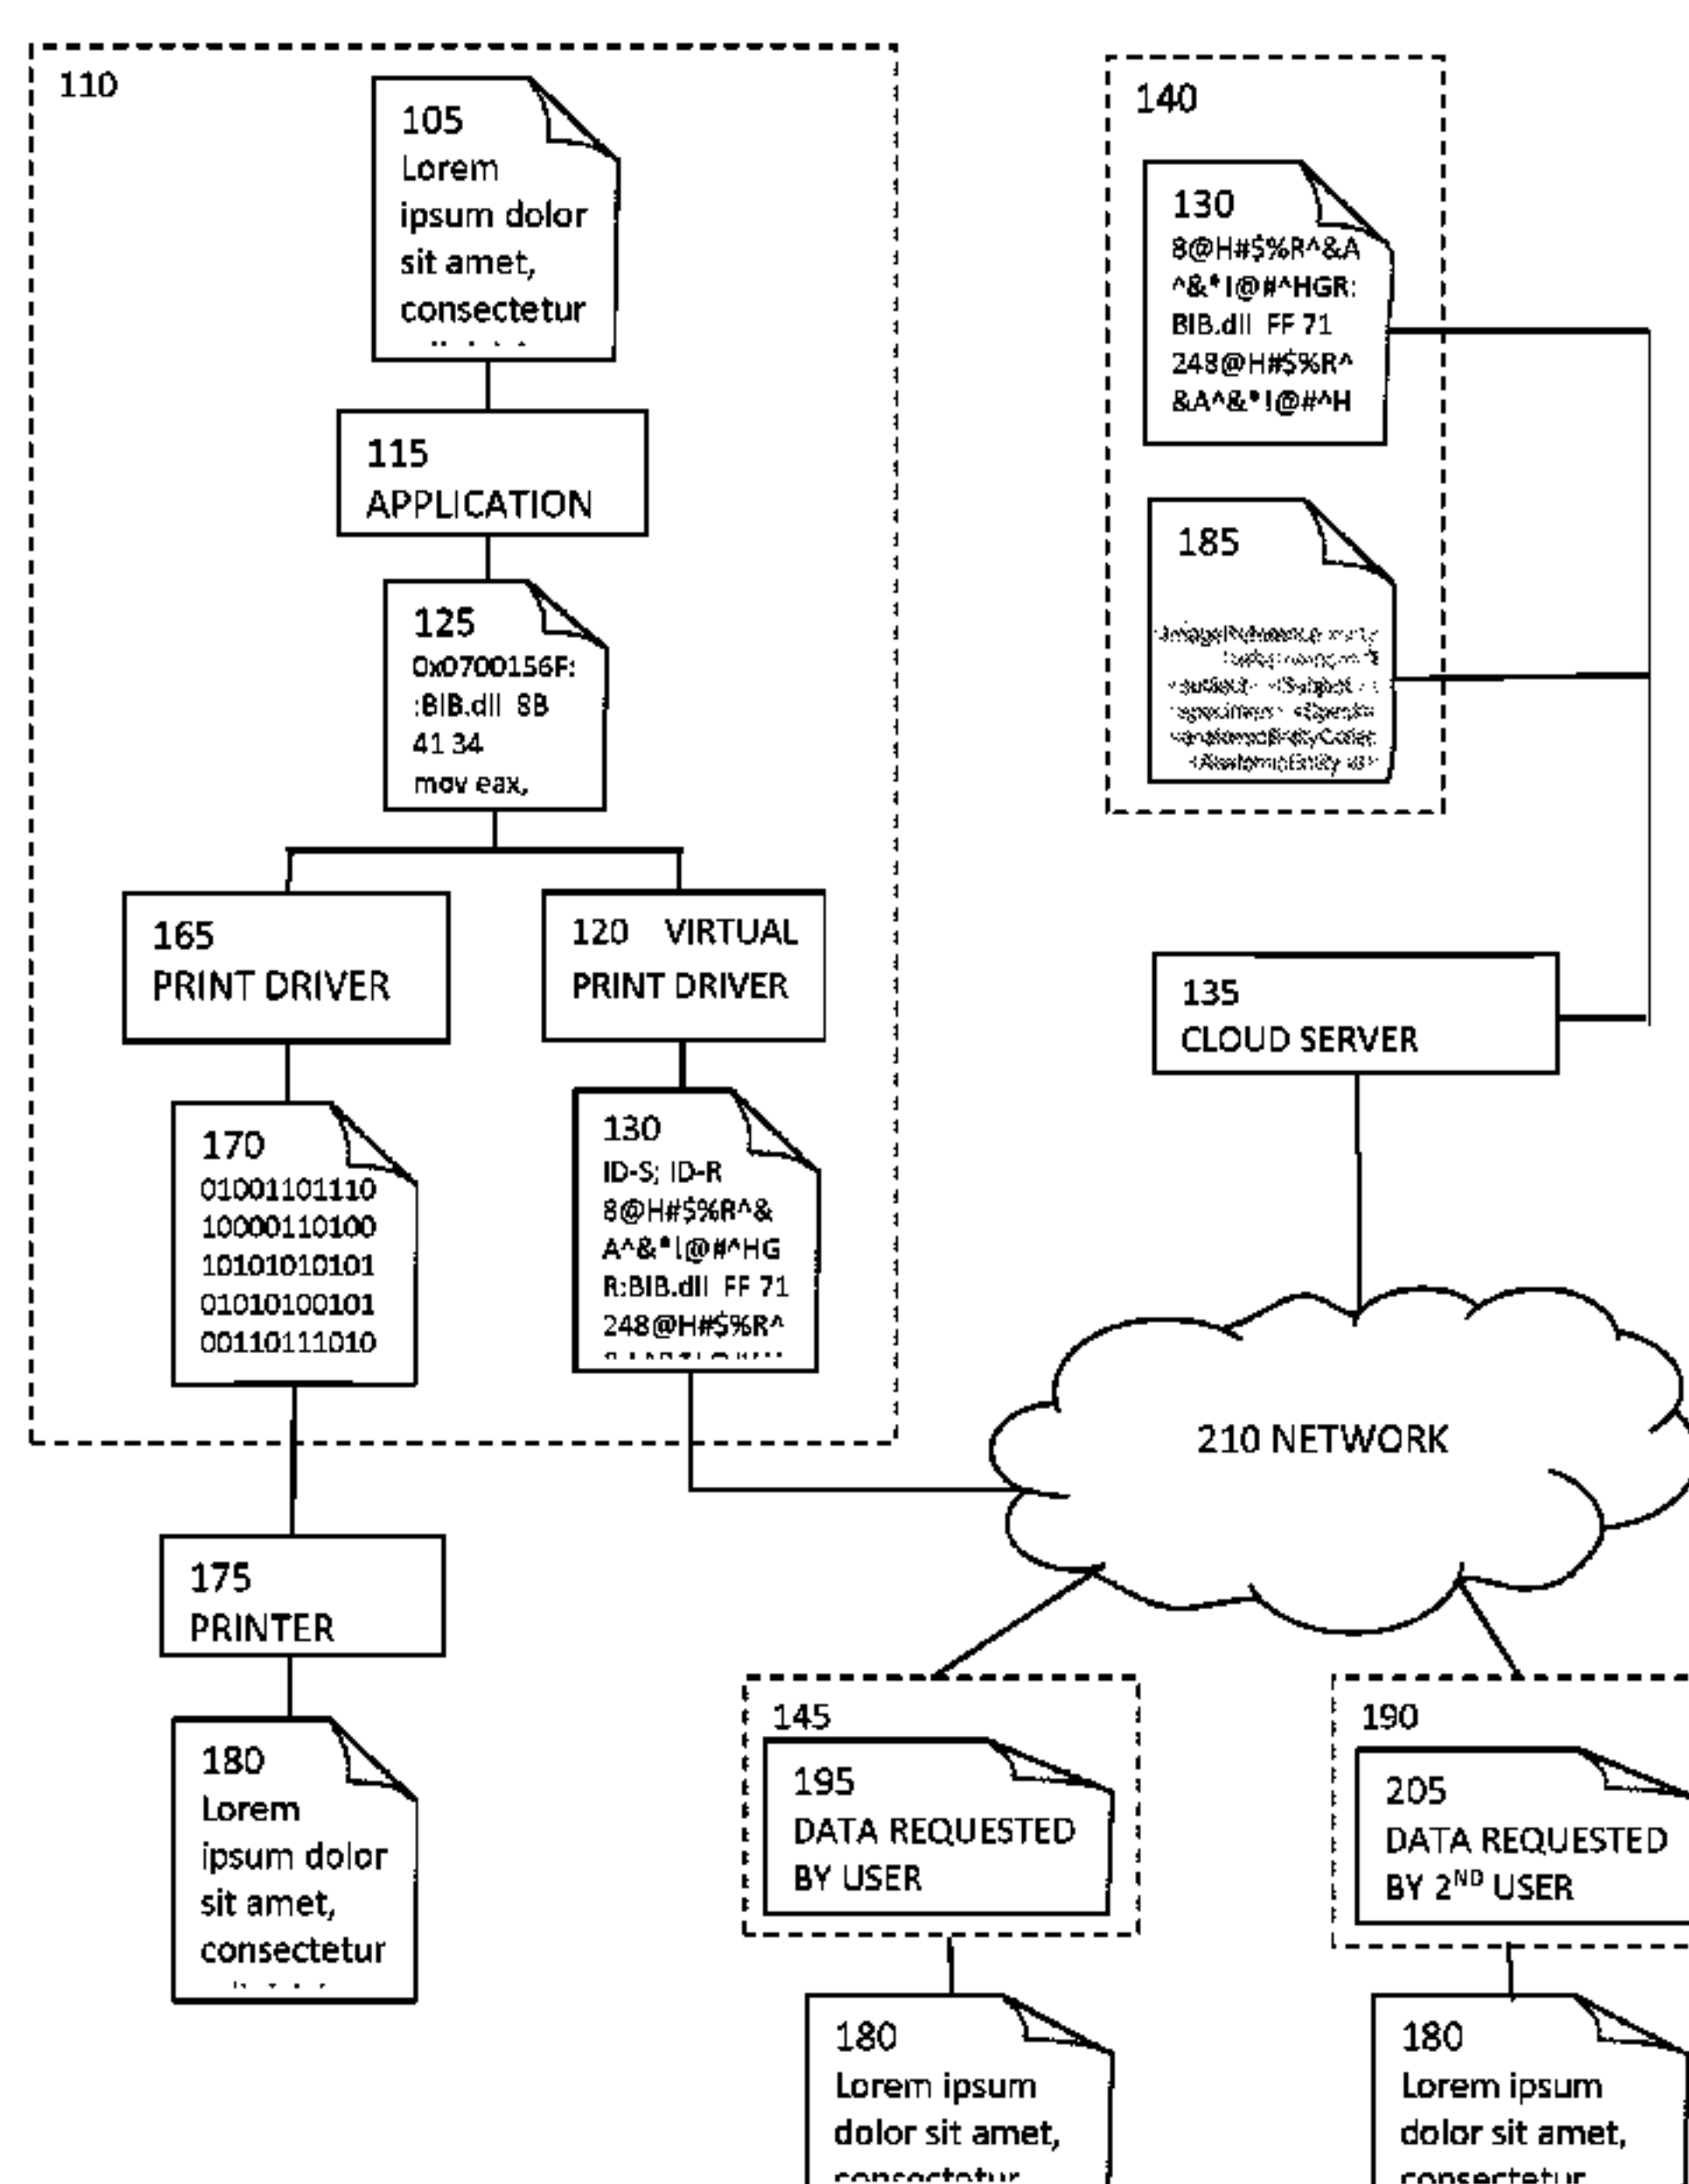 110
105
Lorem
ipsum dolor
sit amet,
consectetur
115
APPLICATION
125
0x0700156F:
:BIB.dll 8B
41 34
mov eax,
165
PRINT DRIVER
120 VIRTUAL
PRINT DRIVER
170
01001101110
10000110100
10101010101
01010100101
00110111010
130
ID-S; ID-R
8@H#$%R^&
A^&*!@#^HG
R:BIB.dll FF 71
248@H#$%R^
175
PRINTER
180
Lorem
ipsum dolor
sit amet,
consectetur
140
130
8@H#$%R^&A
^&*!@#^HGR:
BIB.dll FF 71
248@H#$%R^
&A^&*!@#^H
185
135
CLOUD SERVER
210 NETWORK
145
195
DATA REQUESTED
BY USER
180
Lorem ipsum
dolor sit amet,
consectetur
190
205
DATA REQUESTED
BY 2ND USER
180
Lorem ipsum
dolor sit amet,
consectetur